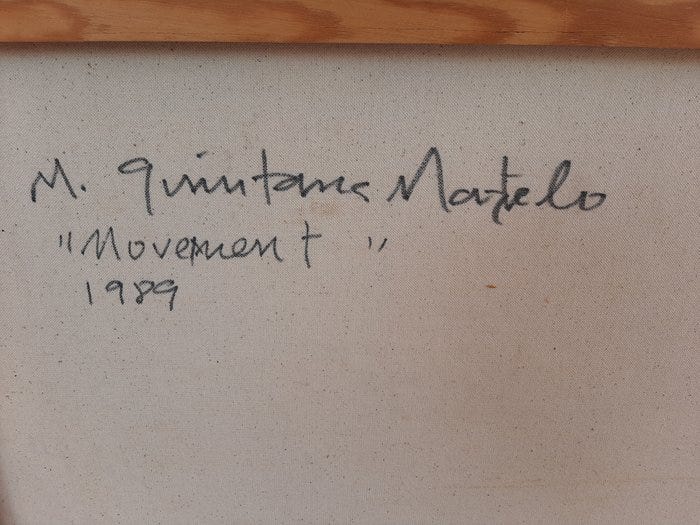 M. Quintana Martelo
"Movement"
1989